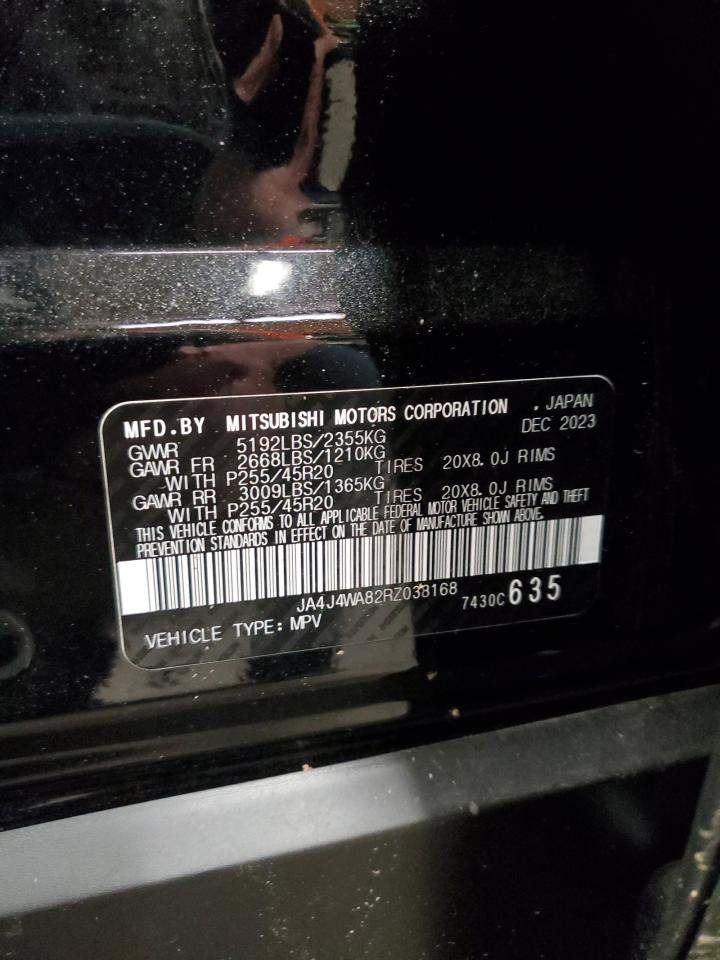 MFD.BY MITSUBISHI MOTORS CORPORATION . JAPAN
DEC 2023
GWWR 5192LBS/2355KG
GAWR FR 2668LBS/1210KG
WITH P255/45R20 TIRES 20X8.0J RIMS
GAWR RR 3009LBS/1365KG
WITH P255/45R20 TIRES 20X8.0J RIMS
THIS VEHICLE CONFORMS TO ALL APPLICABLE FEDERAL MOTOR VEHICLE SAFETY AND THEFT
PREVENTION STANDARDS IN EFFECT ON THE DATE OF MANUFACTURE SHOWN ABOVE.
JA4J4WA82RZ038168
7430C635
VEHICLE TYPE: MPV